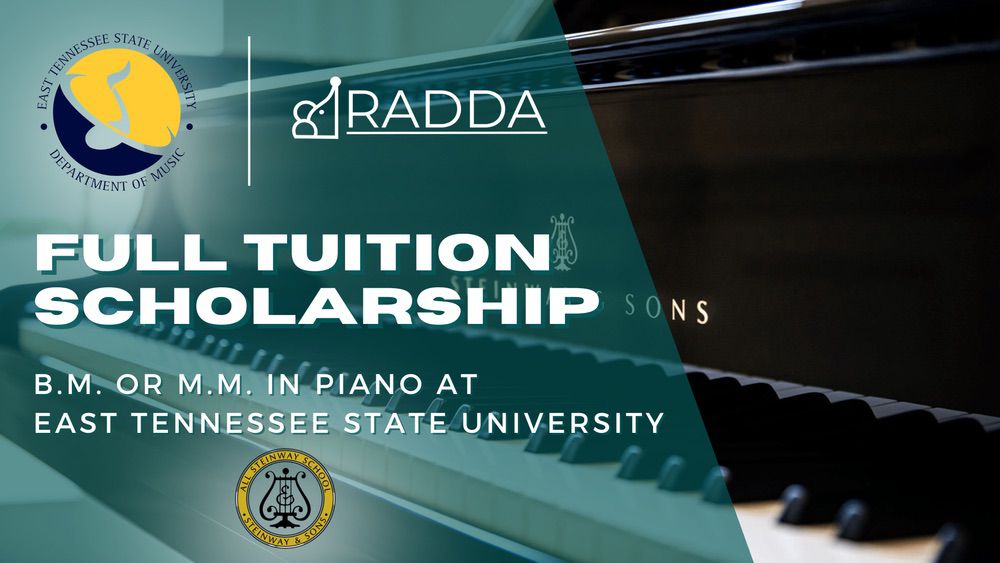 EAST TENNESSEE STATE UNIVERSITY
DEPARTMENT OF MUSIC
RADDA
FULL TUITION
SCHOLARSHIP
STEINWAY & SONS
B.M. OR M.M. IN PIANO AT
EAST TENNESSEE STATE UNIVERSITY
ALL STEINWAY SCHOOL
STEINWAY & SONS